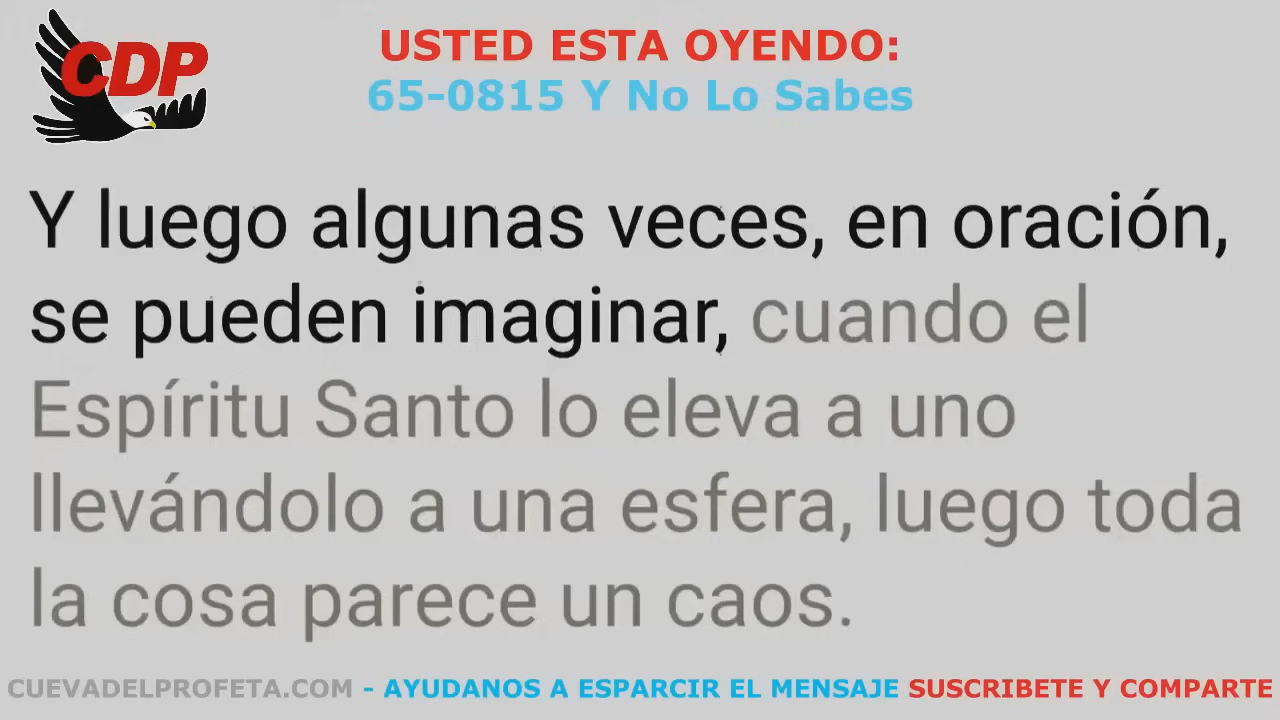 CDP
USTED ESTA OYENDO:
65-0815 Y No Lo Sabes
Y luego algunas veces, en oración,
se pueden imaginar, cuando el
Espíritu Santo lo eleva a uno
llevándolo a una esfera, luego toda
la cosa parece un caos.
CUEVADELPROFETA.COM - AYUDANOS A ESPARCIR EL MENSAJE SUSCRIBETE Y COMPARTE